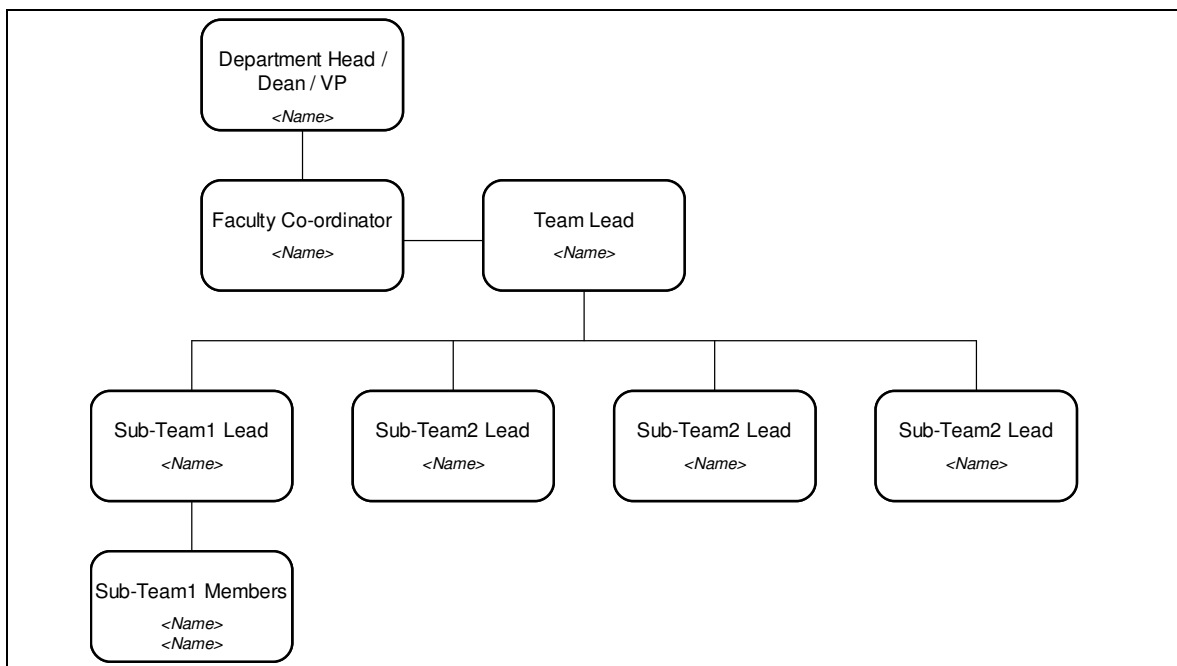 Department Head /
Dean / VP
<Name>
Faculty Co-ordinator
<Name>
Team Lead
<Name>
Sub-Team1 Lead
<Name>
Sub-Team2 Lead
<Name>
Sub-Team2 Lead
<Name>
Sub-Team2 Lead
<Name>
Sub-Team1 Members
<Name>
<Name>